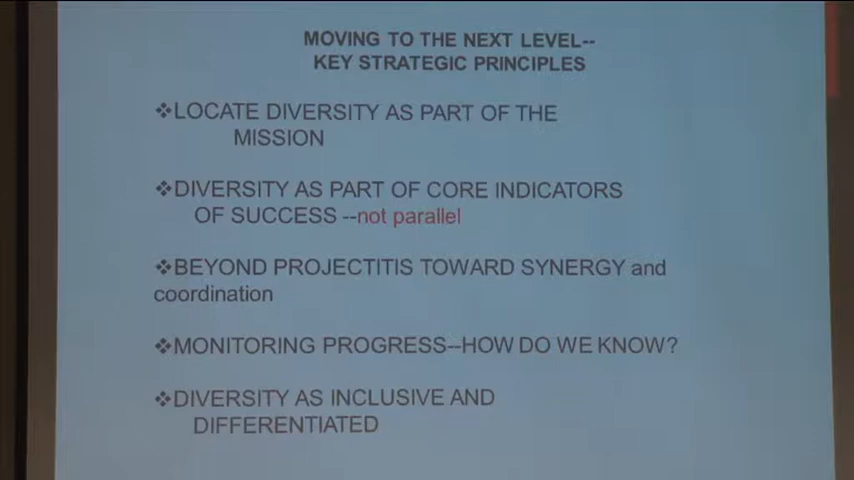 MOVING TO THE NEXT LEVEL--
KEY STRATEGIC PRINCIPLES
❖LOCATE DIVERSITY AS PART OF THE
MISSION
❖DIVERSITY AS PART OF CORE INDICATORS
OF SUCCESS --not parallel
❖BEYOND PROJECTITIS TOWARD SYNERGY and
coordination
❖MONITORING PROGRESS--HOW DO WE KNOW?
❖DIVERSITY AS INCLUSIVE AND
DIFFERENTIATED